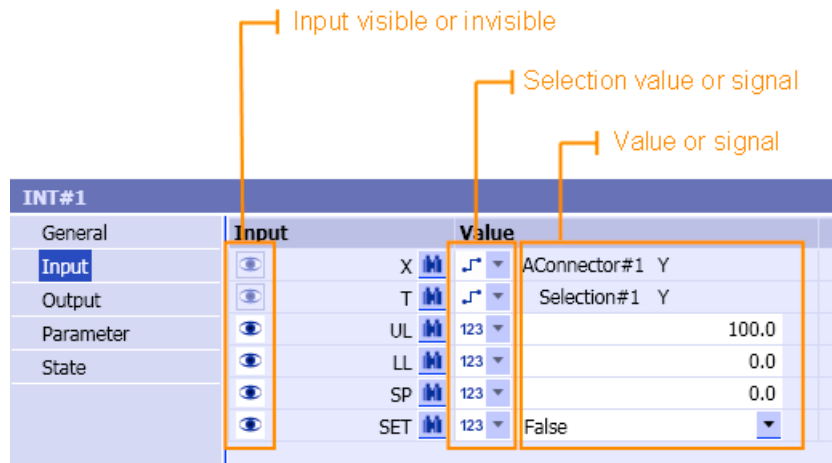 Input visible or invisible
Selection value or signal
Value or signal
INT#1
General Input Value
Input X AConnector#1 Y
Output T Selection#1 Y
Parameter UL 123 100.0
State LL 123 0.0
SP 123 0.0
SET 123 False